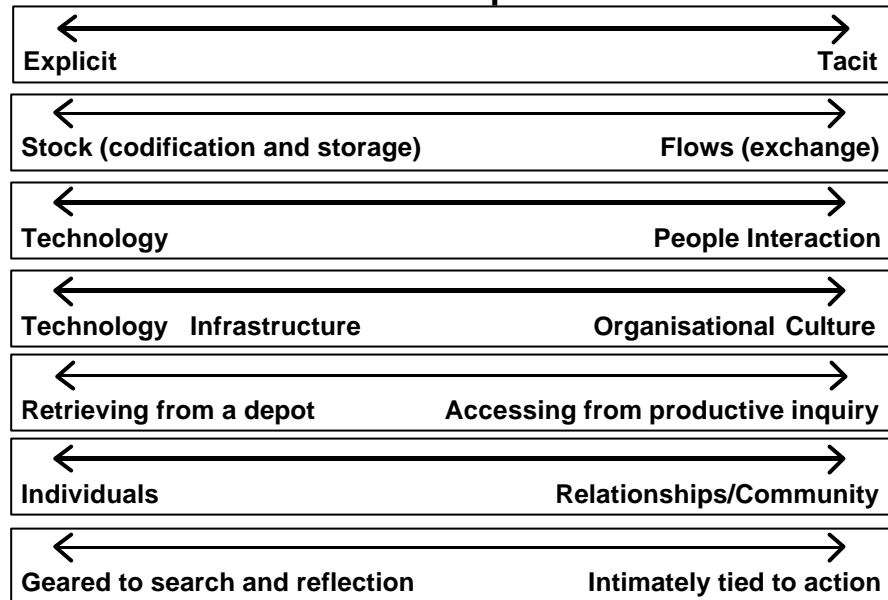 Explicit Tacit
Stock (codification and storage) Flows (exchange)
Technology People Interaction
Technology Infrastructure Organisational Culture
Retrieving from a depot Accessing from productive inquiry
Individuals Relationships/Community
Geared to search and reflection Intimately tied to action